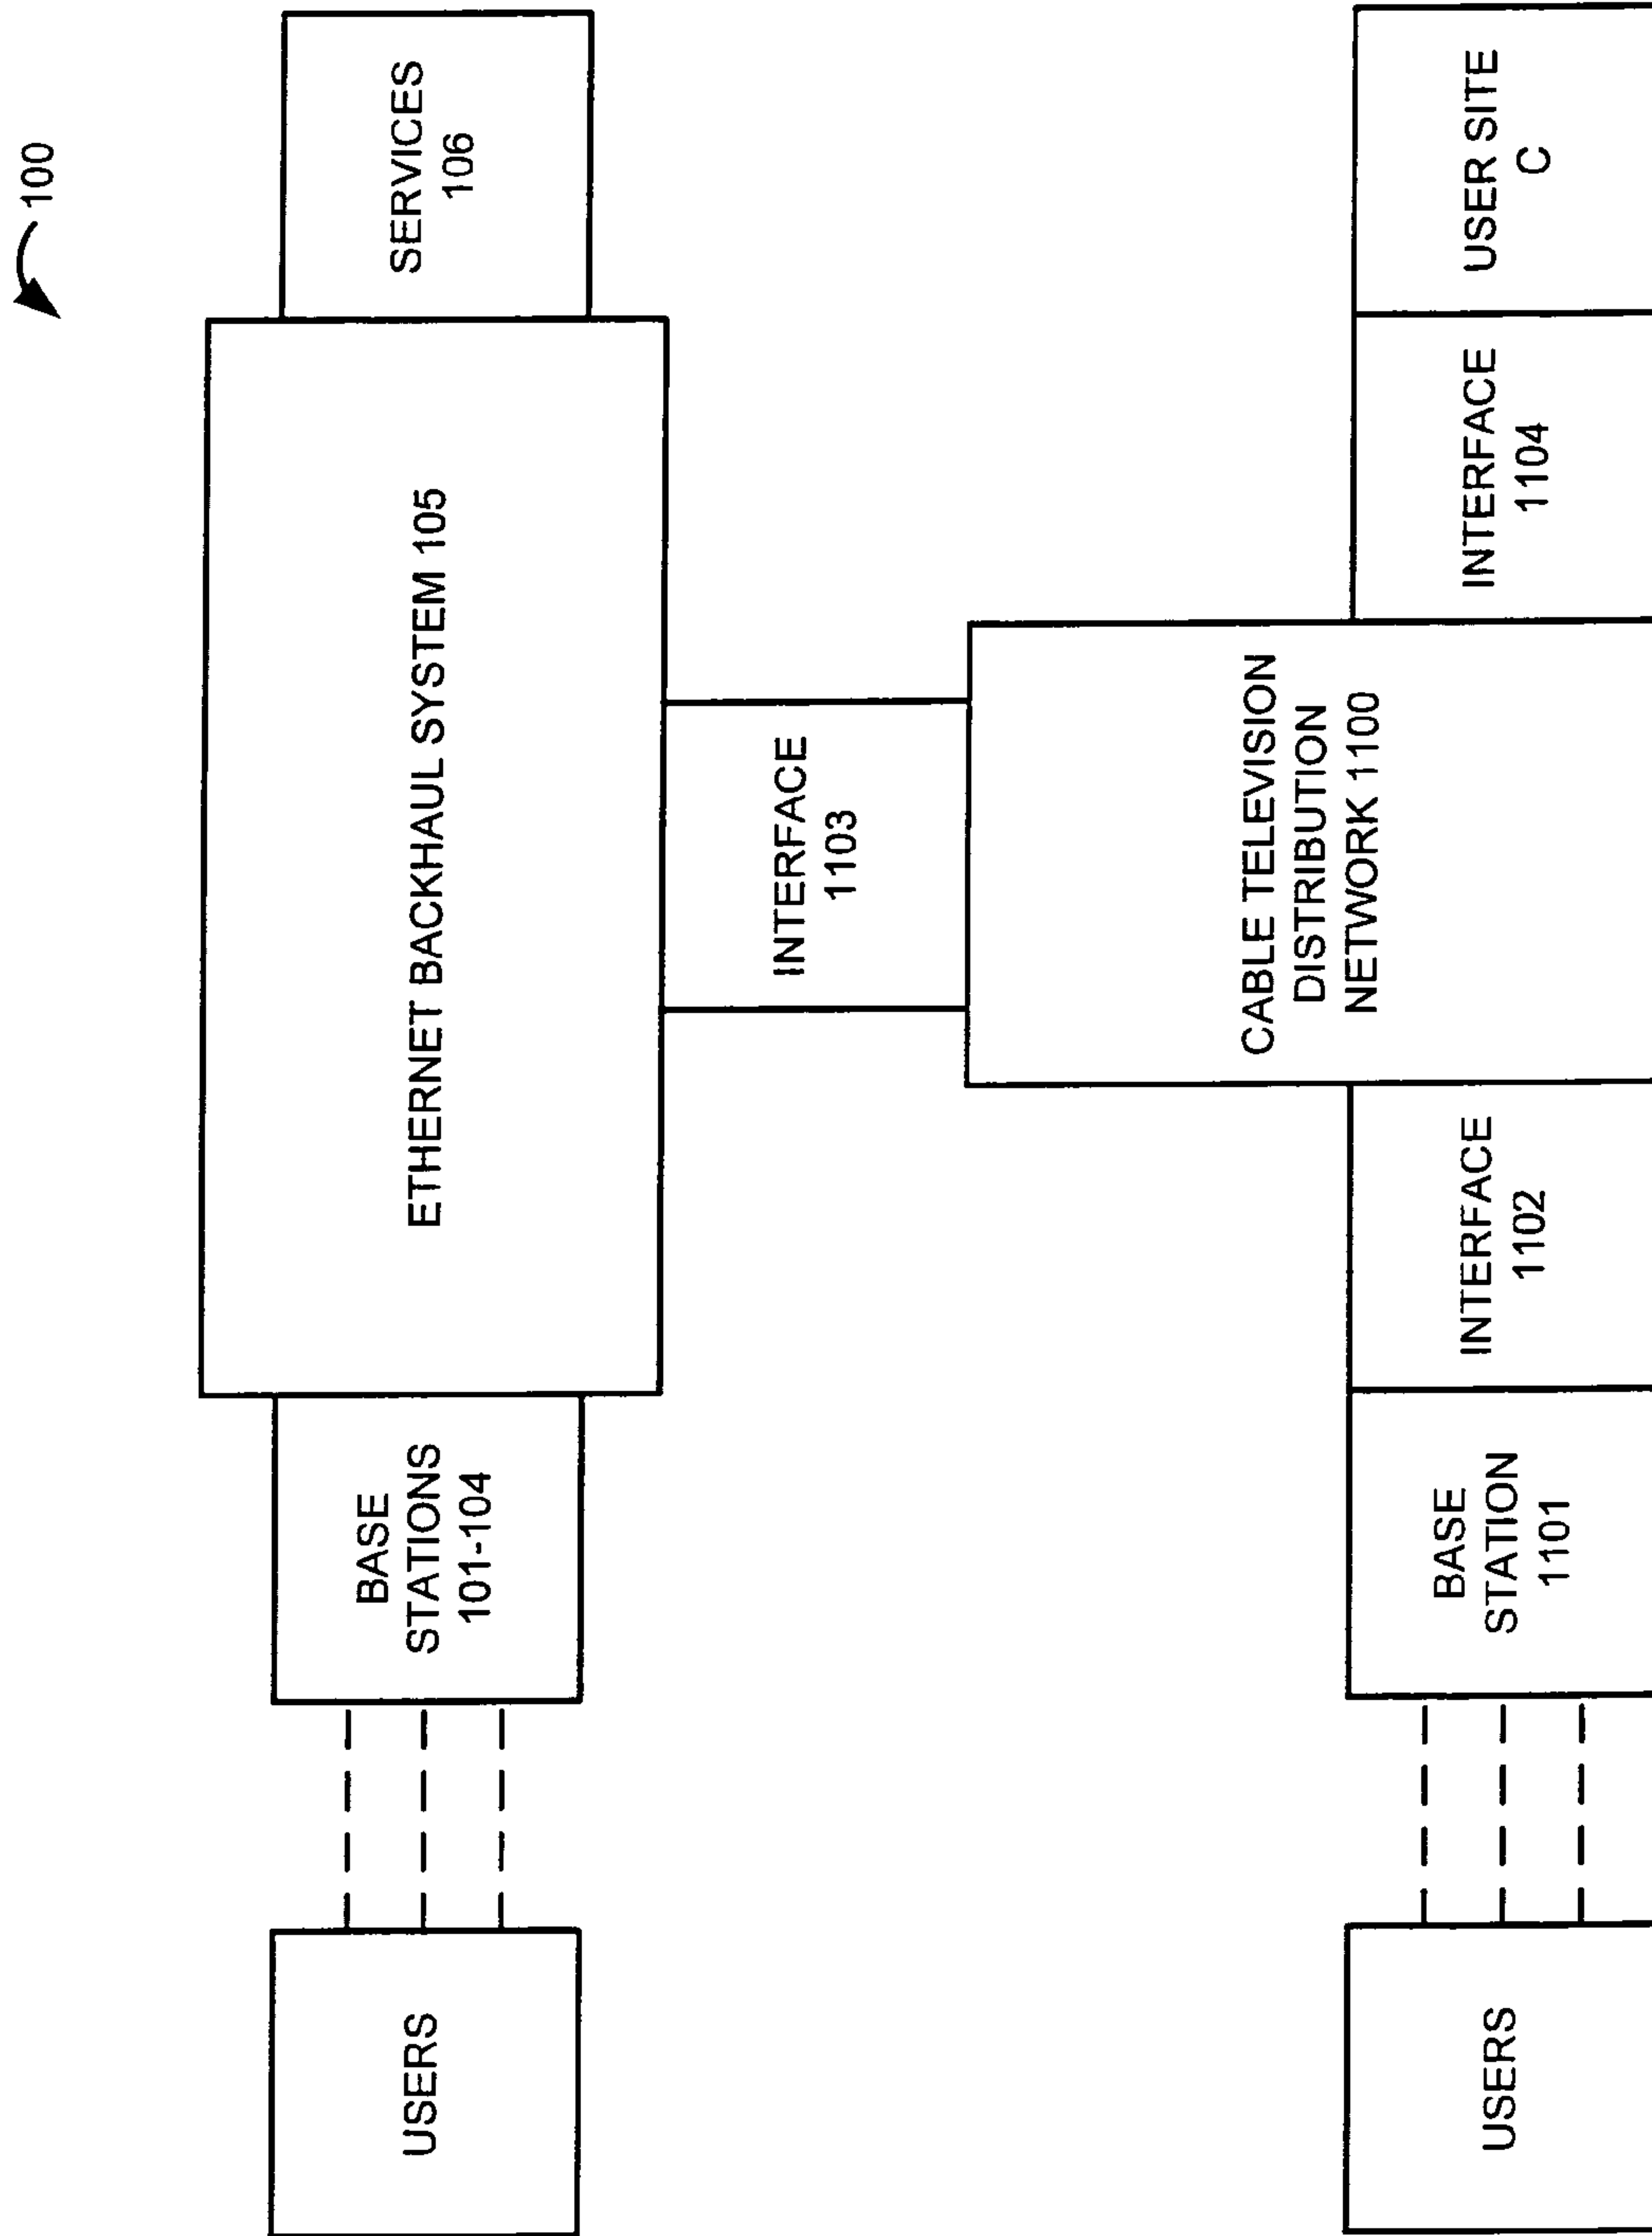 100
USERS
BASE
STATIONS
101-104
ETHERNET BACKHAUL SYSTEM 105
SERVICES
106
INTERFACE
1103
USERS
BASE
STATION
1101
INTERFACE
1102
CABLE TELEVISION
DISTRIBUTION
NETWORK 1100
INTERFACE
1104
USER SITE
C